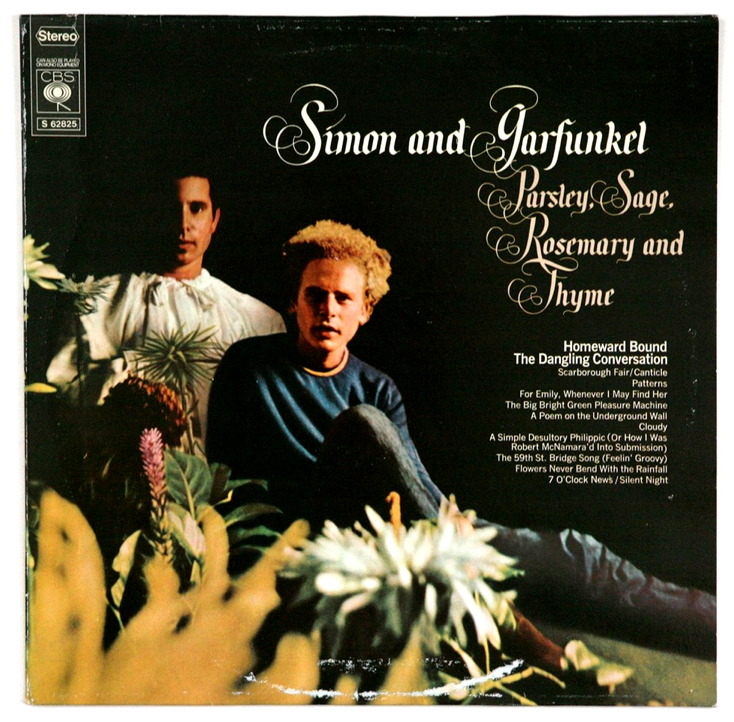 Stereo
CAN ALSO BE PLAYED
ON MONO EQUIPMENT
CBS
S 62825
Simon and Garfunkel
Parsley, Sage,
Rosemary and
Thyme
Homeward Bound
The Dangling Conversation
Scarborough Fair/Canticle
Patterns
For Emily, Whenever I May Find Her
The Big Bright Green Pleasure Machine
A Poem on the Underground Wall
Cloudy
A Simple Desultory Philippic (Or How I Was
Robert McNamara'd Into Submission)
The 59th St. Bridge Song (Feelin' Groovy)
Flowers Never Bend With the Rainfall
7 O'Clock News/Silent Night